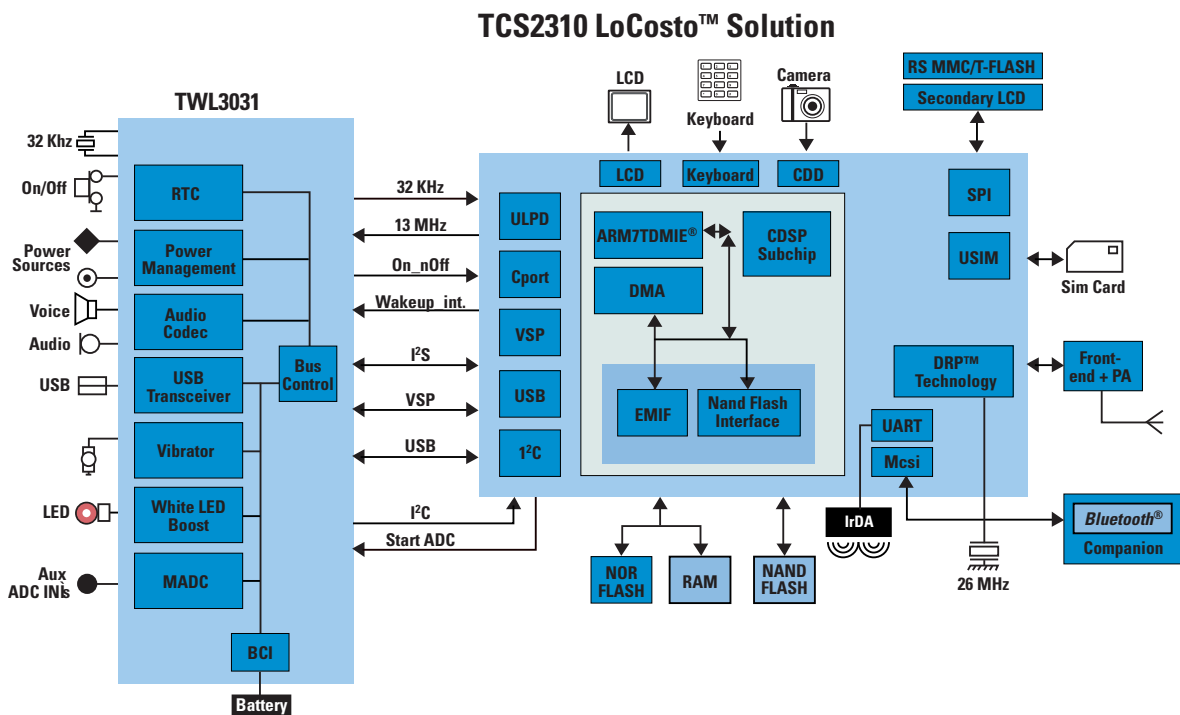 TCS2310 LoCosto™ Solution
TWL3031
32 Khz
On/Off
Power
Sources
Voice
Audio
USB
LED
Aux
ADC IN's
RTC
Power
Management
Audio
Codec
USB
Transceiver
Vibrator
White LED
Boost
MADC
Bus
Control
BCI
Battery
32 KHz
13 MHz
On_nOff
Wakeup_int.
I²S
VSP
USB
I²C
Start ADC
LCD
Keyboard
Camera
RS MMC/T-FLASH
Secondary LCD
LCD
Keyboard
CDD
ULPD
Cport
VSP
USB
1²C
ARM7TDMIE®
DMA
CDSP
Subchip
EMIF
Nand Flash
Interface
SPI
USIM
Sim Card
DRP™
Technology
Front-
end + PA
UART
Mcsi
IrDA
Bluetooth®
Companion
26 MHz
NOR
FLASH
RAM
NAND
FLASH